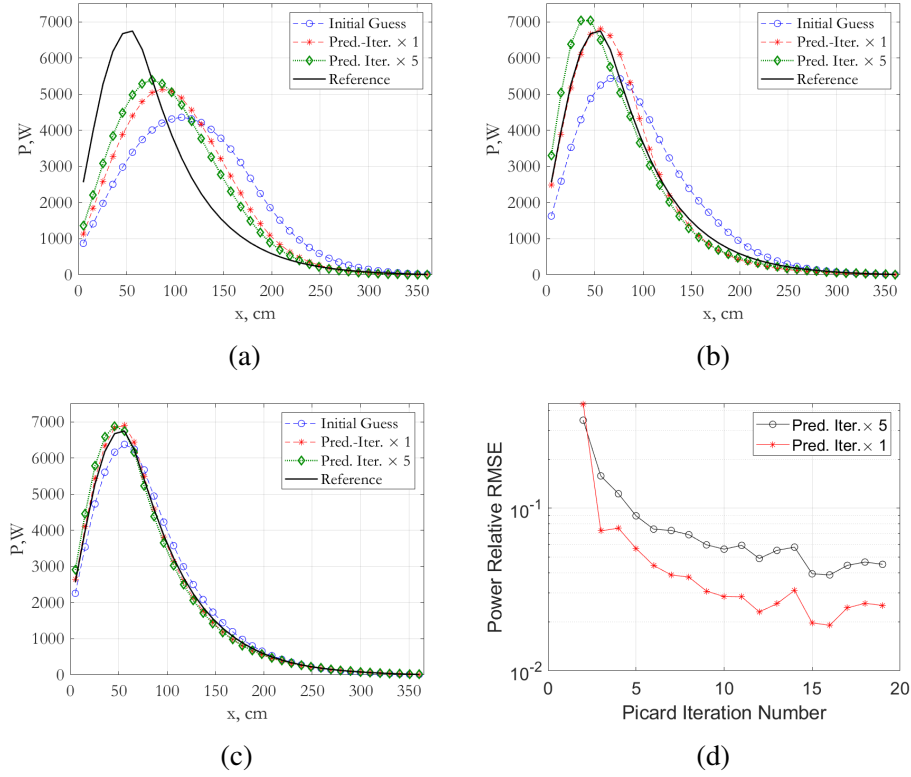 7000
6000
5000
4000
3000
2000
1000
0
P,W
0 50 100 150 200 250 300 350
x, cm
Initial Guess
Pred.-Iter. × 1
Pred. Iter. × 5
Reference
(a)
7000
6000
5000
4000
3000
2000
1000
0
P,W
0 50 100 150 200 250 300 350
x, cm
Initial Guess
Pred.-Iter. × 1
Pred. Iter. × 5
Reference
(b)
7000
6000
5000
4000
3000
2000
1000
0
P,W
0 50 100 150 200 250 300 350
x, cm
Initial Guess
Pred.-Iter. × 1
Pred. Iter. × 5
Reference
(c)
10-1
10-2
Power Relative RMSE
0 5 10 15 20
Picard Iteration Number
Pred. Iter. × 5
Pred. Iter. × 1
(d)